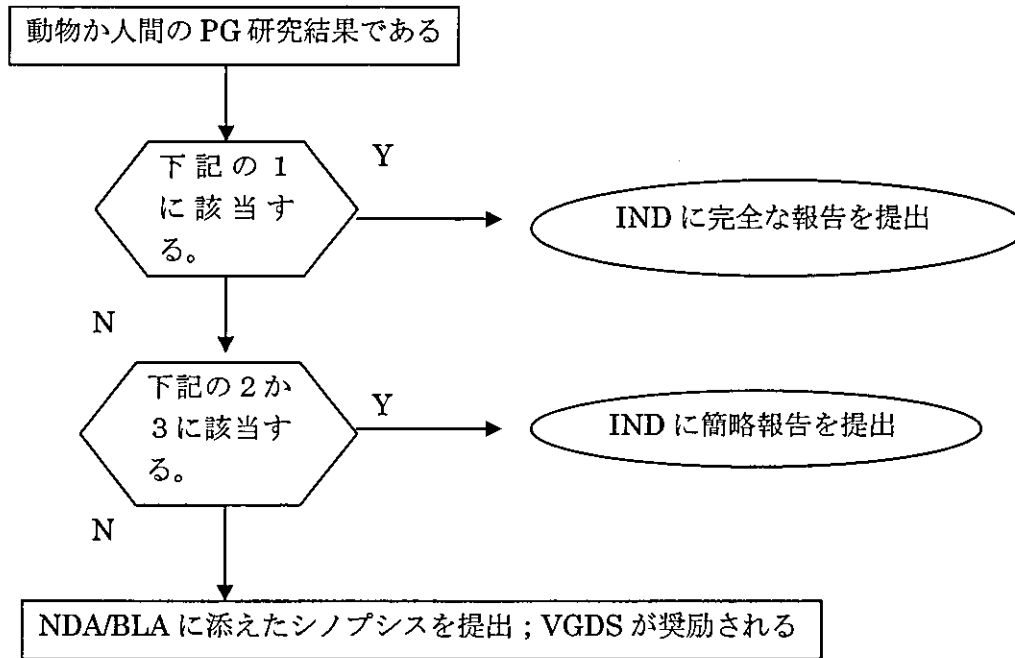 動物か人間の PG 研究結果である
下記の1
に該当す
る。
Y
IND に完全な報告を提出
N
下記の2か
3に該当す
る。
Y
IND に簡略報告を提出
N
NDA/BLA に添えたシノプシスを提出；VGDS が奨励される